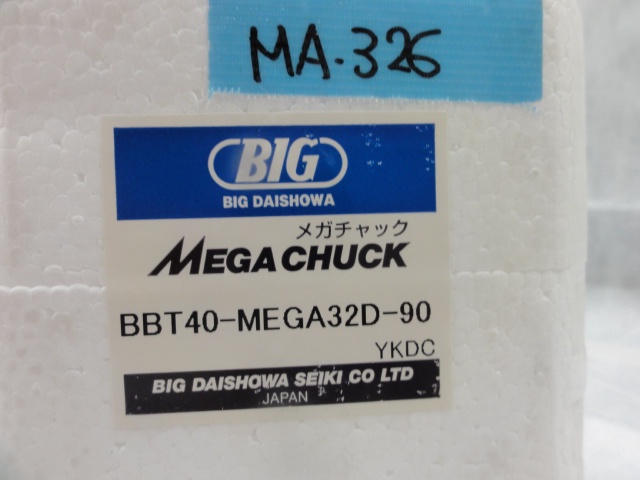 MA-326
BIG
BIG DAISHOWA
メガチャック
MEGA CHUCK
BBT40-MEGA32D-90
YKDC
BIG DAISHOWA SEIKI CO LTD
JAPAN